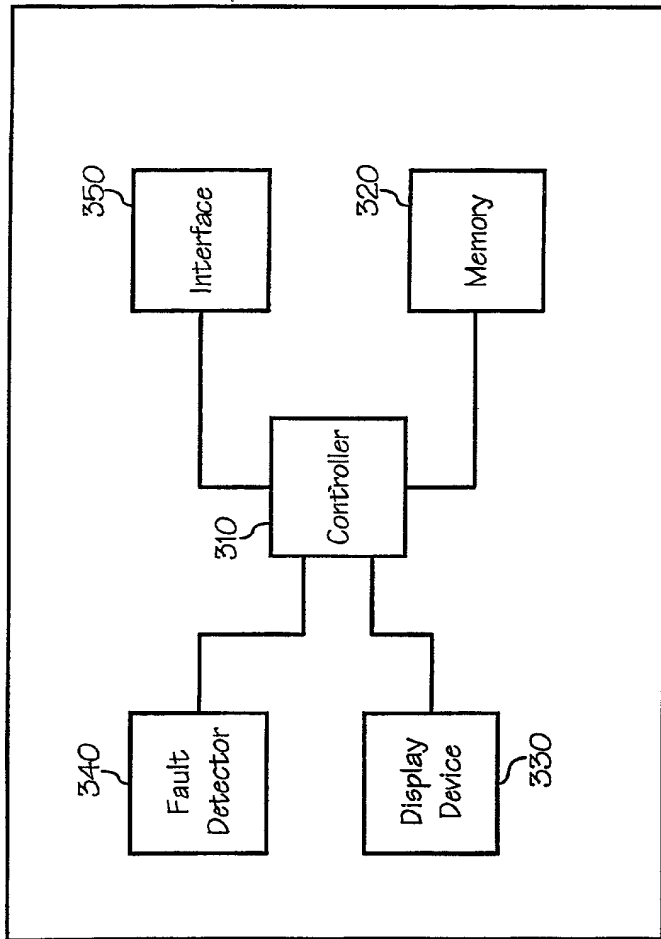 350
Interface
320
Memory
310
Controller
340
Fault
Detector
330
Display
Device